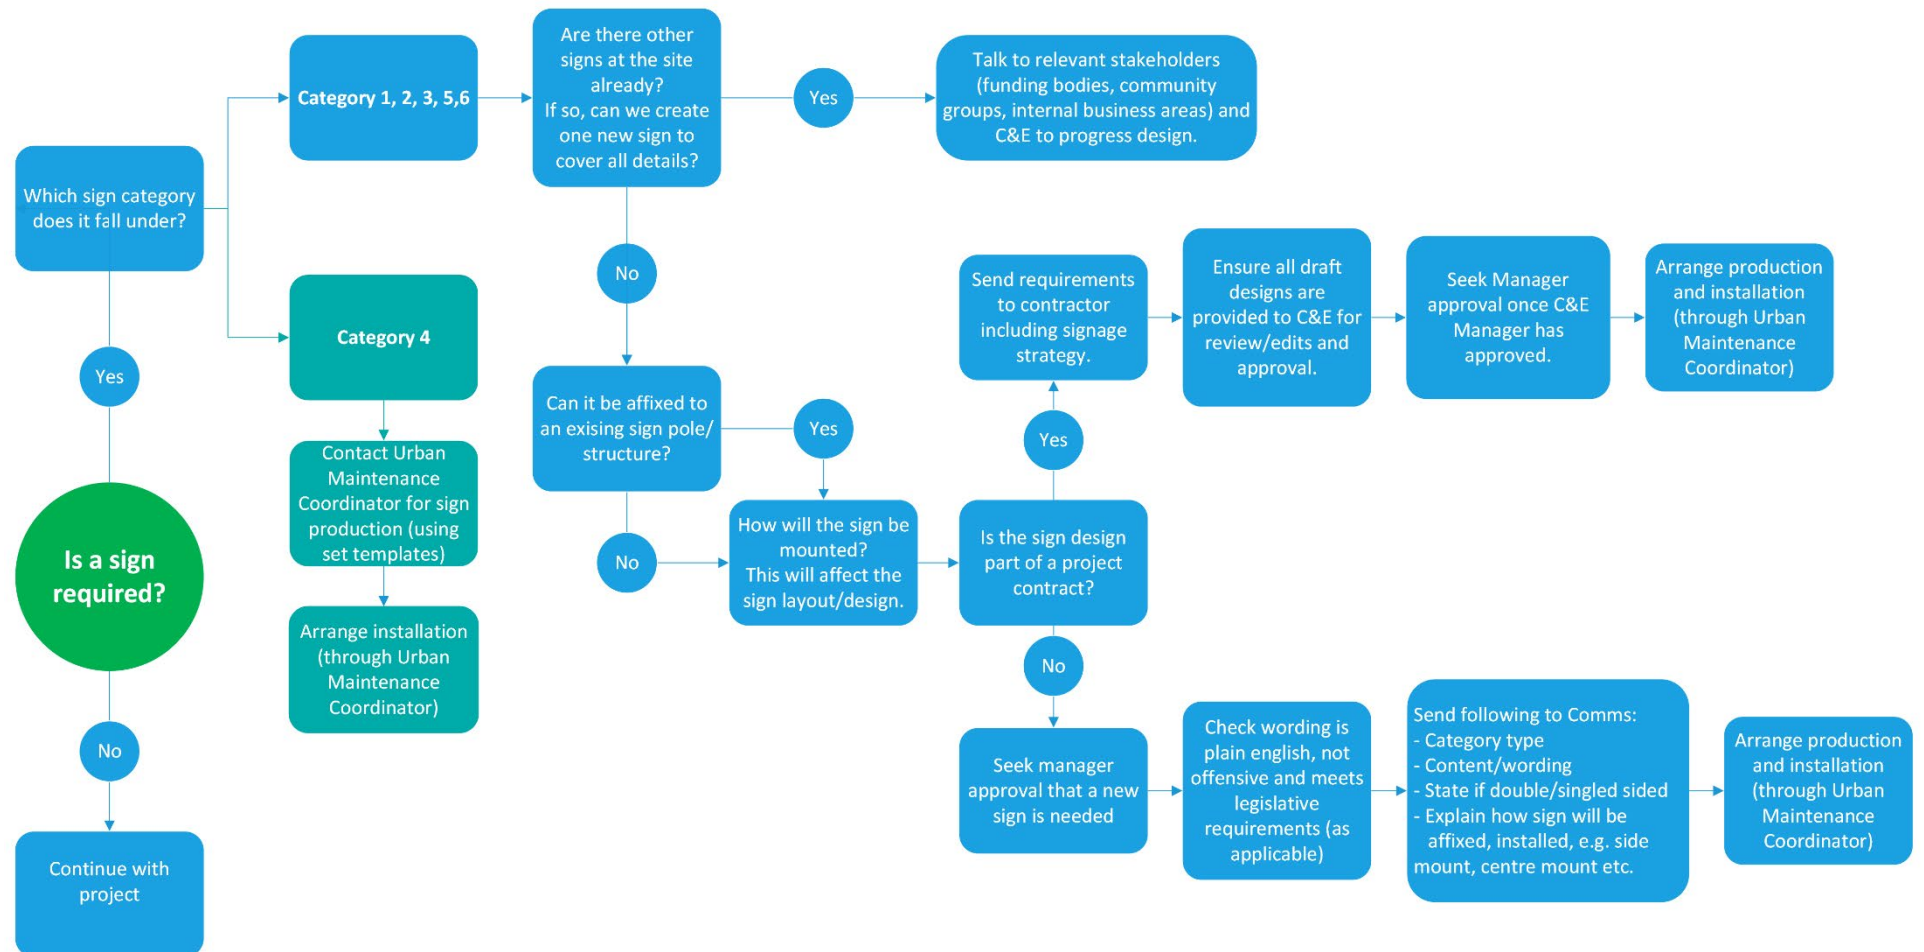 Is a sign
required?
Yes
No
Continue with
project
Which sign category
does it fall under?
Category 1, 2, 3, 5,6
Category 4
Contact Urban
Maintenance
Coordinator for sign
production (using
set templates)
Arrange installation
(through Urban
Maintenance
Coordinator)
Are there other
signs at the site
already?
If so, can we create
one new sign to
cover all details?
Yes
Talk to relevant stakeholders
(funding bodies, community
groups, internal business areas) and
C&E to progress design.
No
Can it be affixed to
an exising sign pole/
structure?
Yes
No
How will the sign be
mounted?
This will affect the
sign layout/design.
Is the sign design
part of a project
contract?
Yes
Send requirements
to contractor
including signage
strategy.
Ensure all draft
designs are
provided to C&E for
review/edits and
approval.
Seek Manager
approval once C&E
Manager has
approved.
Arrange production
and installation
(through Urban
Maintenance
Coordinator)
No
Seek manager
approval that a new
sign is needed
Check wording is
plain english, not
offensive and meets
legislative
requirements (as
applicable)
Send following to Comms:
- Category type
- Content/wording
- State if double/singled sided
- Explain how sign will be
affixed, installed, e.g. side
mount, centre mount etc.
Arrange production
and installation
(through Urban
Maintenance
Coordinator)